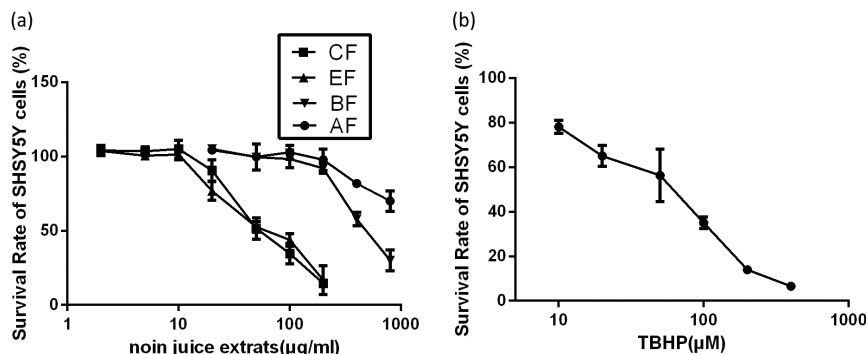 (a)
CF
EF
BF
AF
Survival Rate of SHSY5Y cells (%)
150
100
50
0
1
10
100
1000
noin juice extrats(μg/ml)
(b)
Survival Rate of SHSY5Y cells (%)
100
80
60
40
20
0
10
100
1000
TBHP(μM)